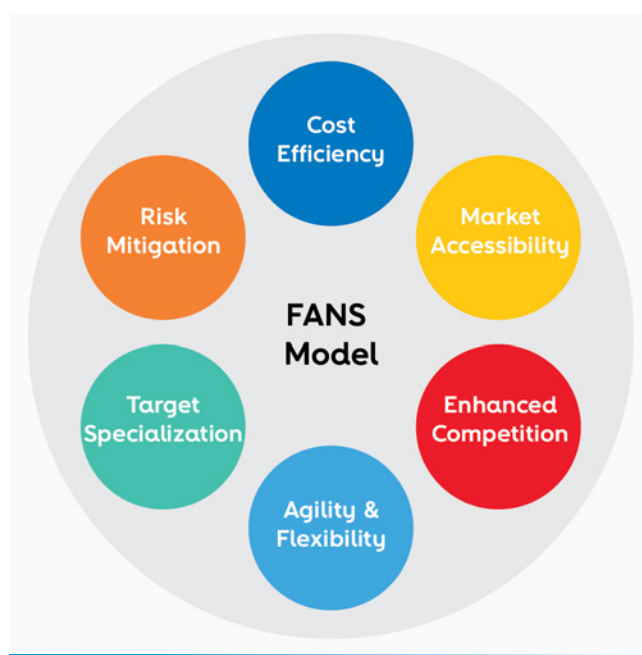 Cost
Efficiency
Market
Accessibility
Enhanced
Competition
Agility &
Flexibility
Target
Specialization
Risk
Mitigation
FANS
Model